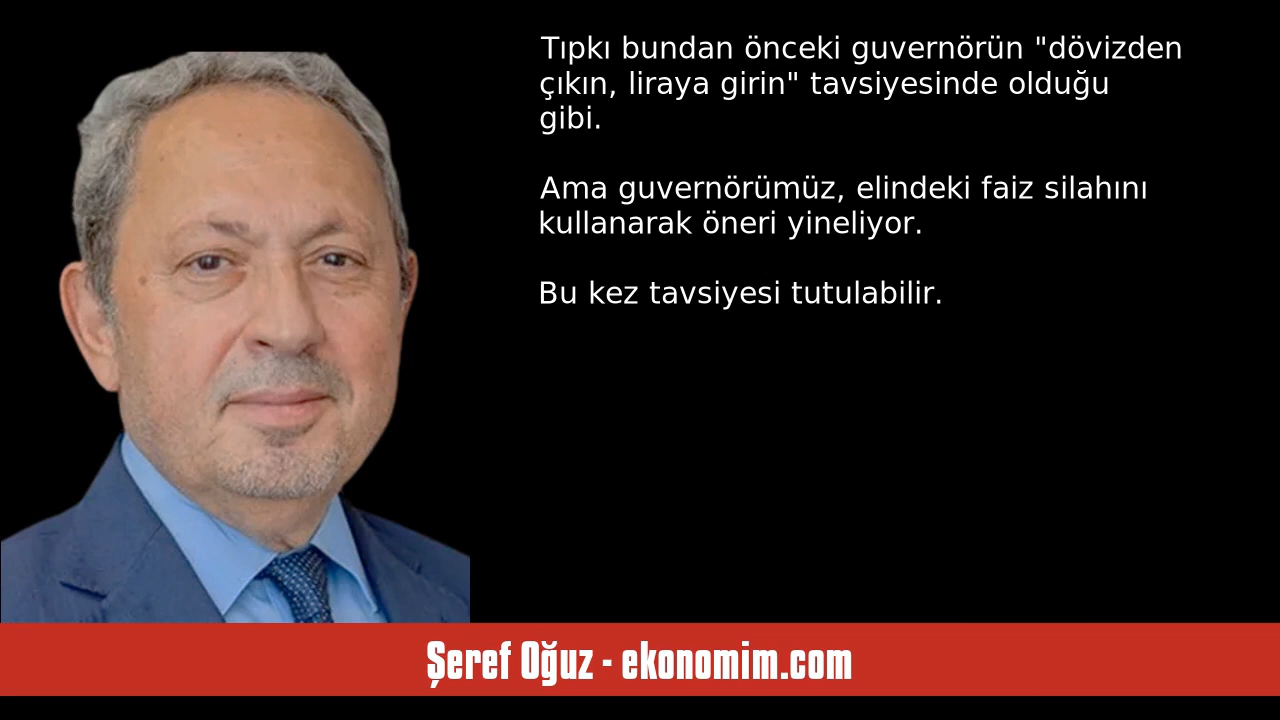 Tıpkı bundan önceki guvernörün "dövizden
çıkın, liraya girin" tavsiyesinde olduğu
gibi.
Ama guvernörümüz, elindeki faiz silahını
kullanarak öneri yineliyor.
Bu kez tavsiyesi tutulabilir.
Şeref Oğuz - ekonomim.com